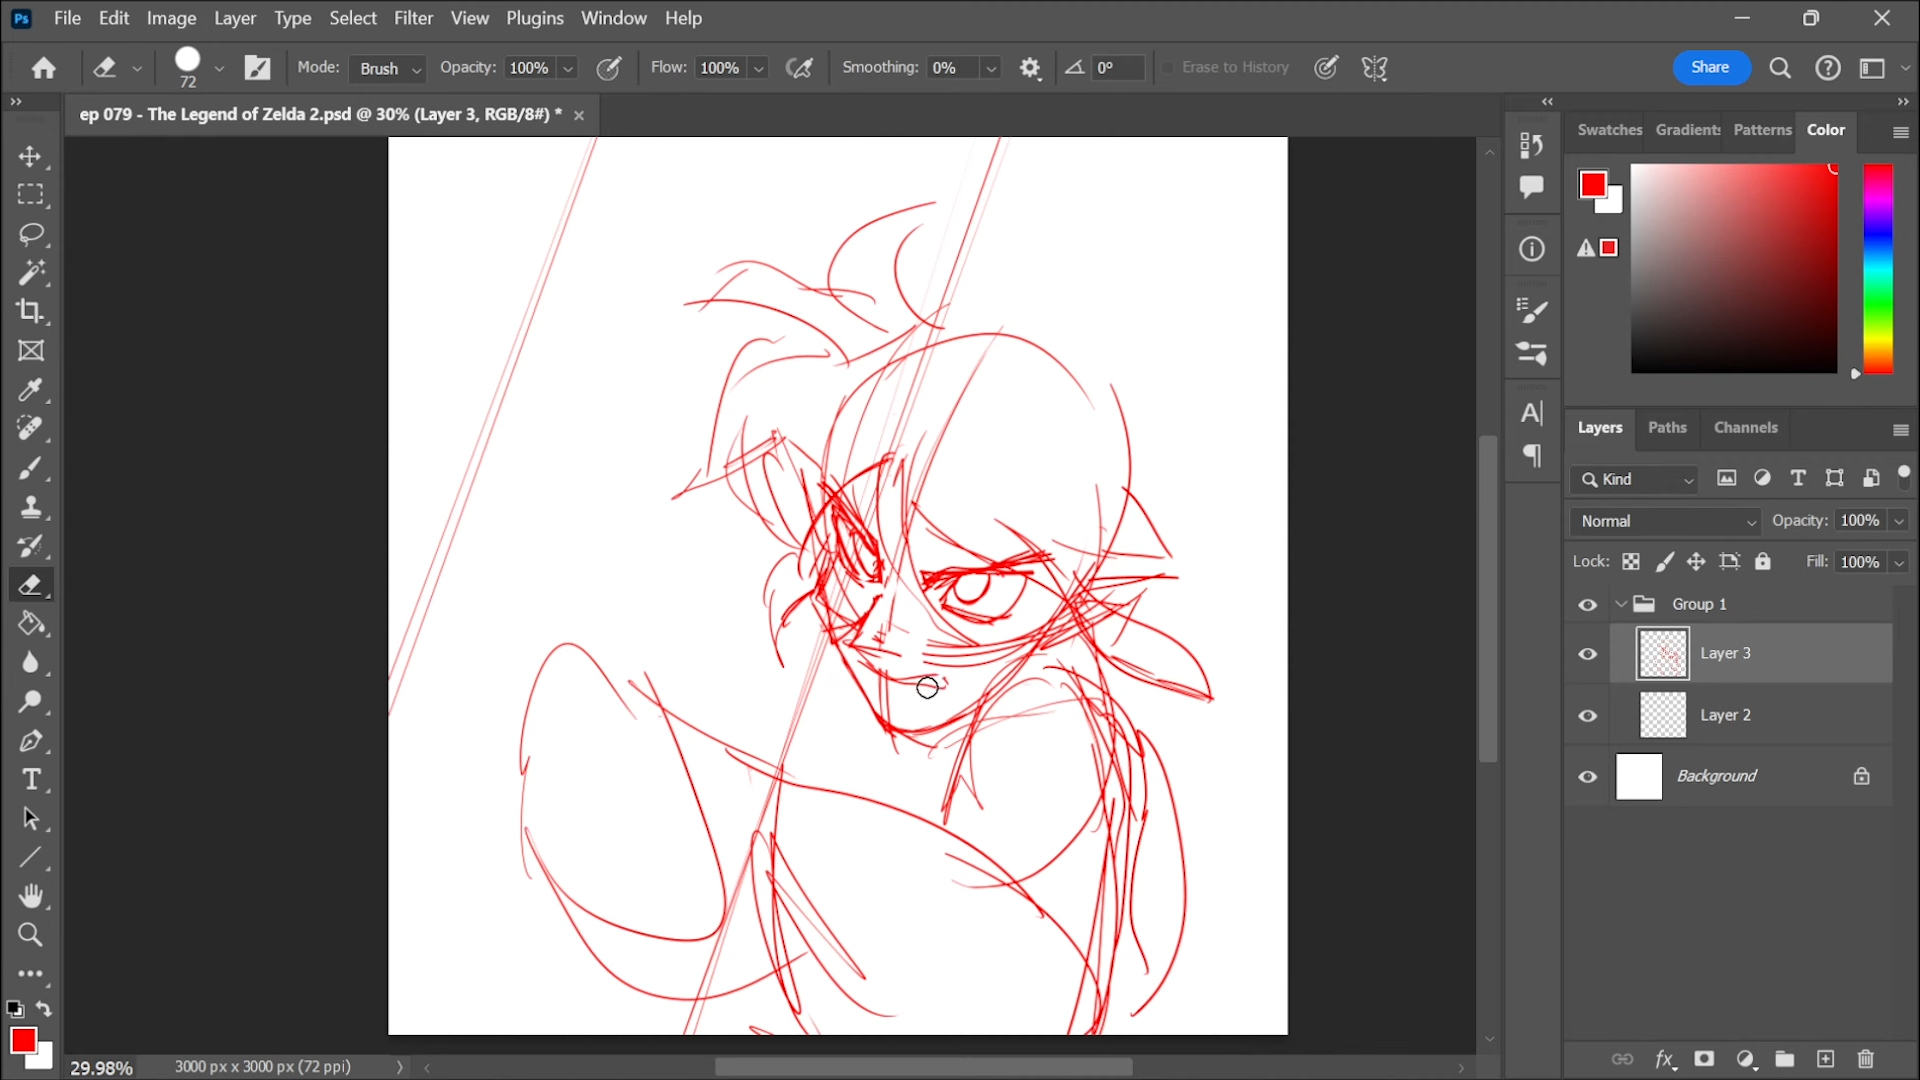 Ps File Edit Image Layer Type Select Filter View Plugins Window Help
72 Mode: Brush Opacity: 100% Flow: 100% Smoothing: 0% 0° Erase to History Share
ep 079 - The Legend of Zelda 2.psd @ 30% (Layer 3, RGB/8#) *
Swatches Gradients Patterns Color
Layers Paths Channels
Kind
Normal Opacity: 100%
Lock: Fill: 100%
Group 1
Layer 3
Layer 2
Background
29.98% 3000 px x 3000 px (72 ppi)